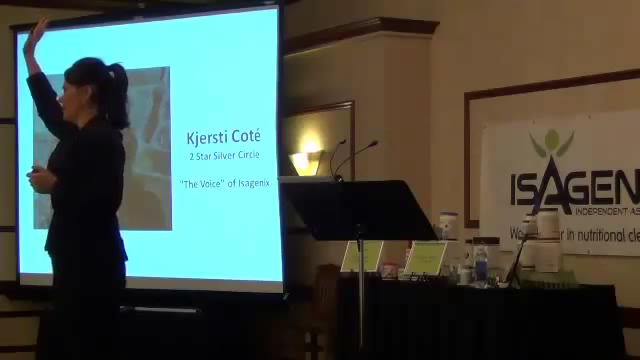 Kjersti Coté
2 Star Silver Circle
"The Voice" of Isagenix
ISAGEN
INDEPENDENT AS
in nutritional cle